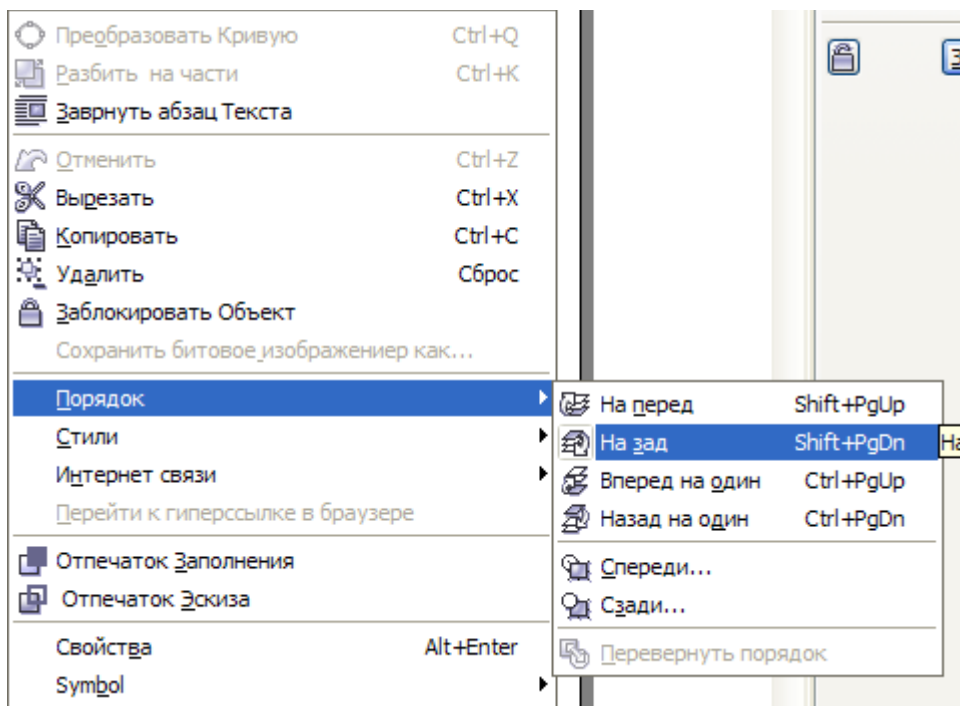 Преобразовать Кривую Ctrl+Q
Разбить на части Ctrl+K
Заврнуть абзац Текста
Отменить Ctrl+Z
Вырезать Ctrl+X
Копировать Ctrl+C
Удалить Сброс
Заблокировать Объект
Сохранить битовое изображениер как...
Порядок
Стили
Интернет связи
Перейти к гиперссылке в браузере
Отпечаток Заполнения
Отпечаток Эскиза
Свойства Alt+Enter
Symbol
На перед Shift+PgUp
На зад Shift+PgDn
Вперед на один Ctrl+PgUp
Назад на один Ctrl+PgDn
Спереди...
Сзади...
Перевернуть порядок
На